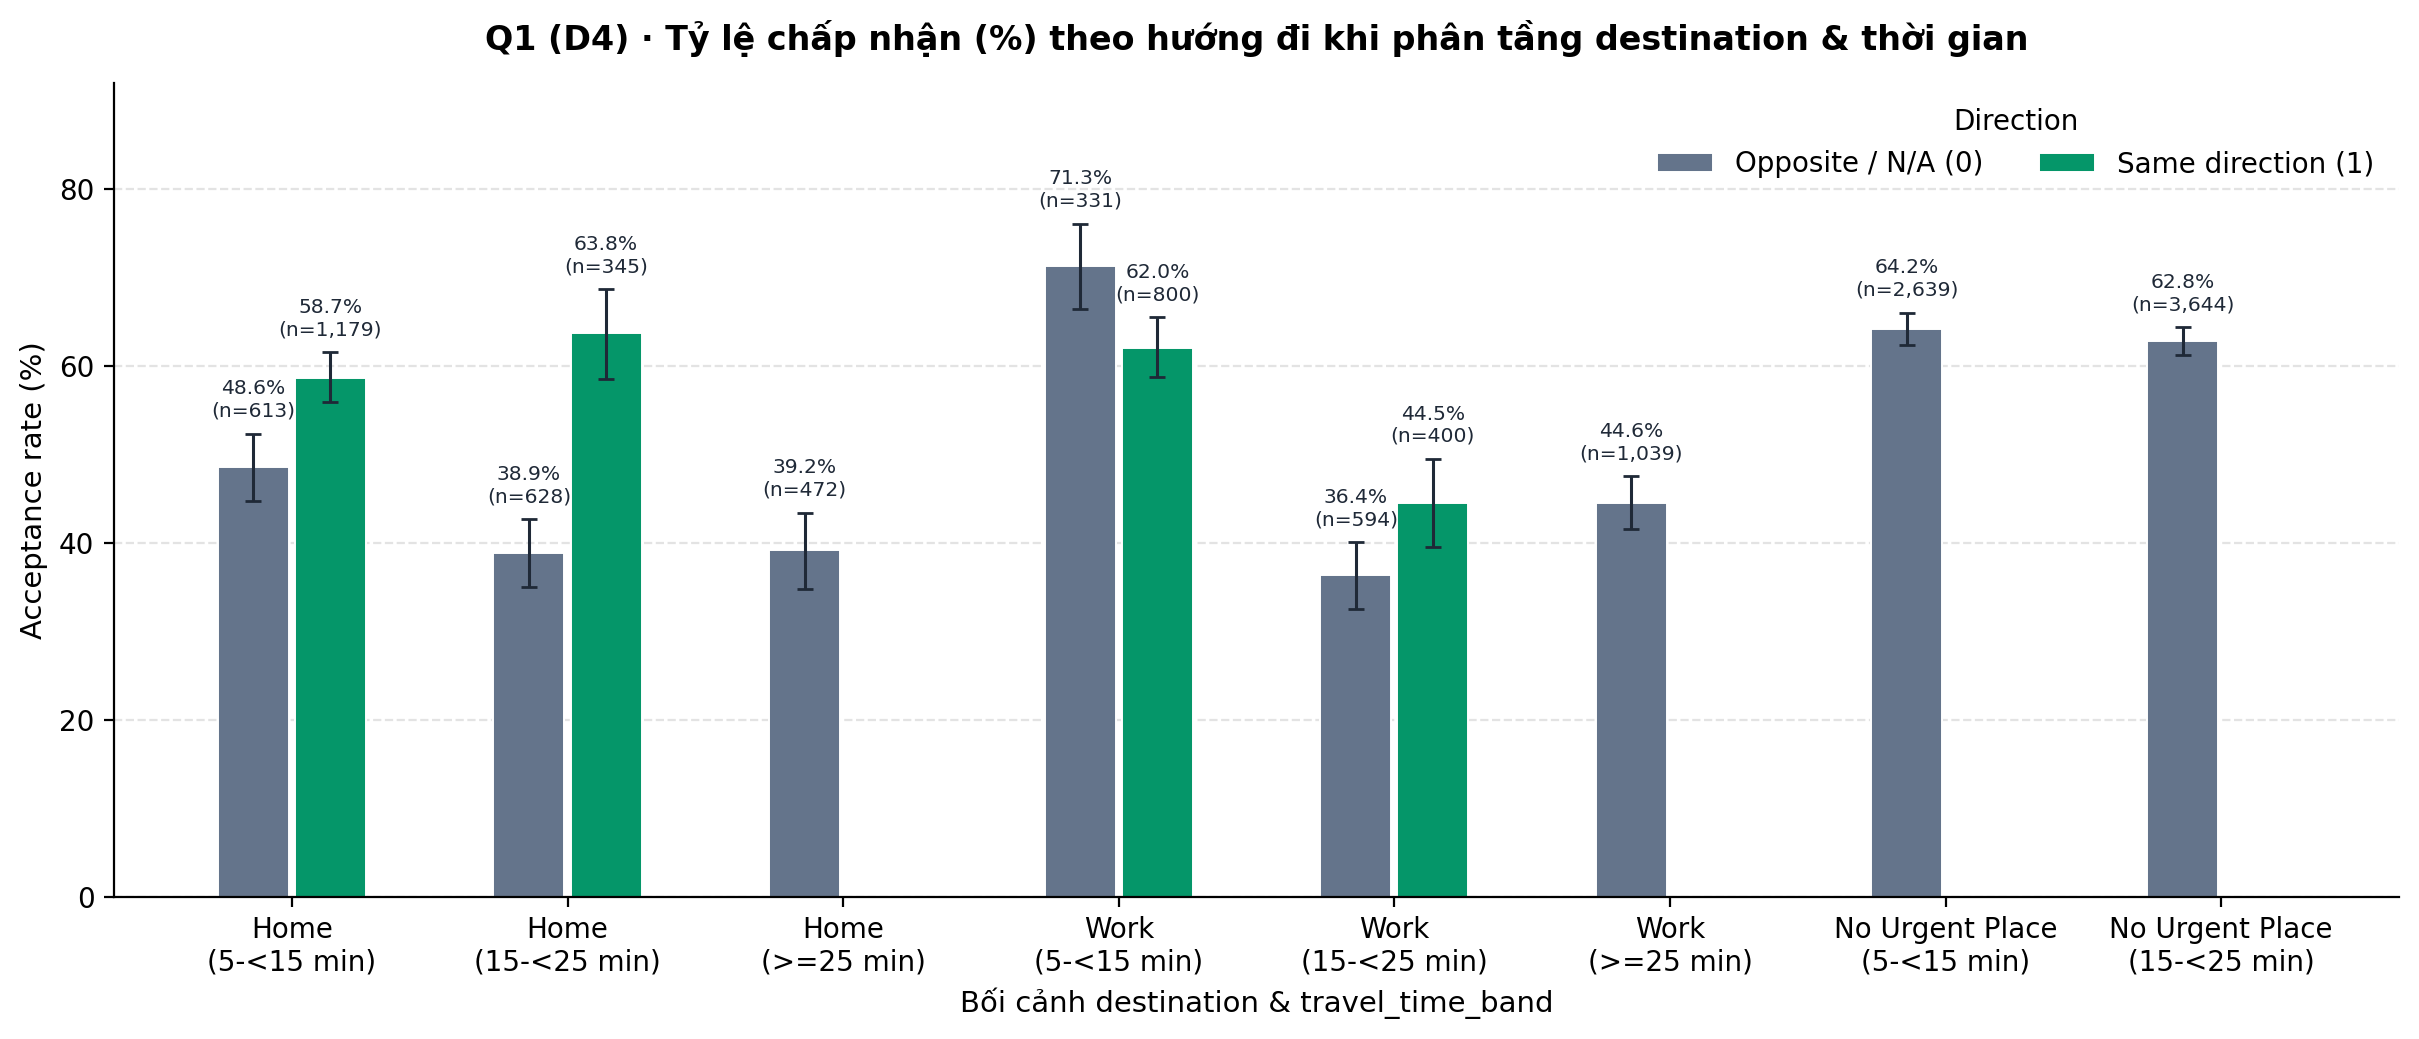 Q1 (D4) · Tỷ lệ chấp nhận (%) theo hướng đi khi phân tầng destination & thời gian
Direction
Opposite / N/A (0)
Same direction (1)
Acceptance rate (%)
80
60
40
20
0
48.6%
(n=613)
58.7%
(n=1,179)
38.9%
(n=628)
63.8%
(n=345)
39.2%
(n=472)
71.3%
(n=331)
62.0%
(n=800)
36.4%
(n=594)
44.5%
(n=400)
44.6%
(n=1,039)
64.2%
(n=2,639)
62.8%
(n=3,644)
Home
(5-<15 min)
Home
(15-<25 min)
Home
(>=25 min)
Work
(5-<15 min)
Work
(15-<25 min)
Work
(>=25 min)
No Urgent Place
(5-<15 min)
No Urgent Place
(15-<25 min)
Bối cảnh destination & travel_time_band